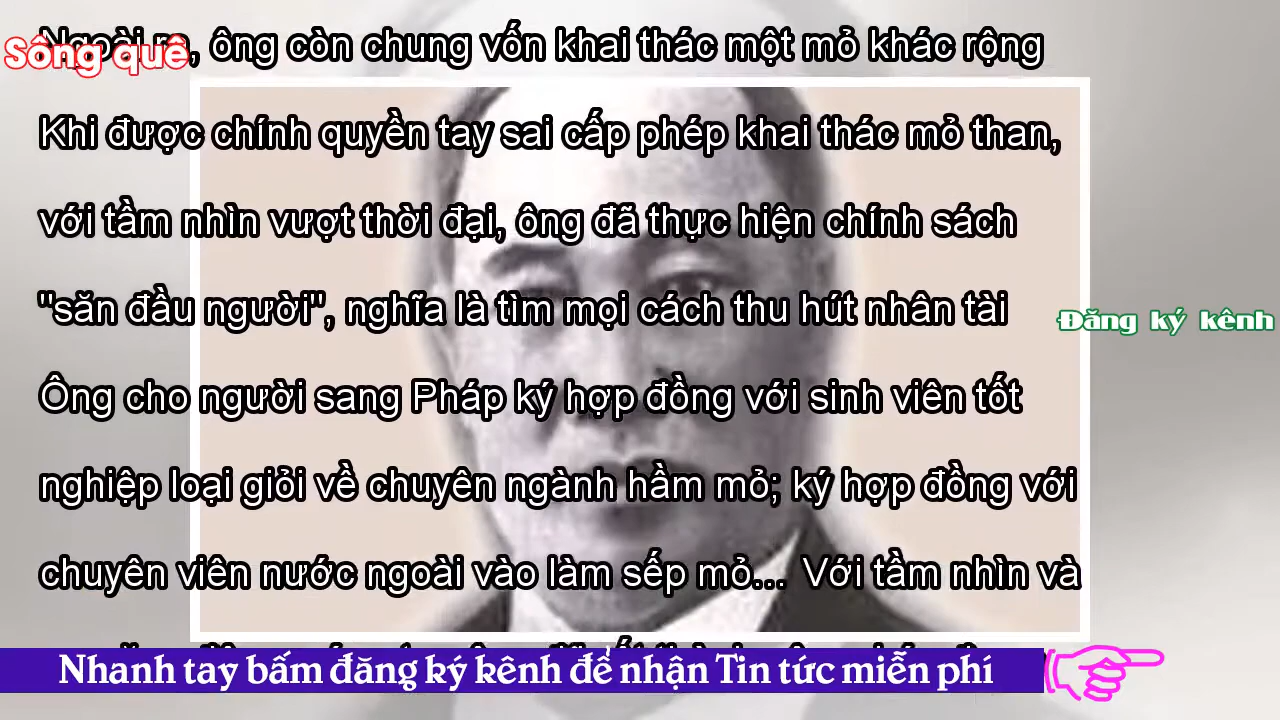 Ngoài ra, ông còn chung vốn khai thác một mỏ khác rộng
Sông quê
Khi được chính quyền tay sai cấp phép khai thác mỏ than,
với tầm nhìn vượt thời đại, ông đã thực hiện chính sách
"săn đầu người", nghĩa là tìm mọi cách thu hút nhân tài
Đăng ký kênh
Ông cho người sang Pháp ký hợp đồng với sinh viên tốt
nghiệp loại giỏi về chuyên ngành hầm mỏ; ký hợp đồng với
chuyên viên nước ngoài vào làm sếp mỏ... Với tầm nhìn và
Nhanh tay bấm đăng ký kênh để nhận Tin tức miễn phí